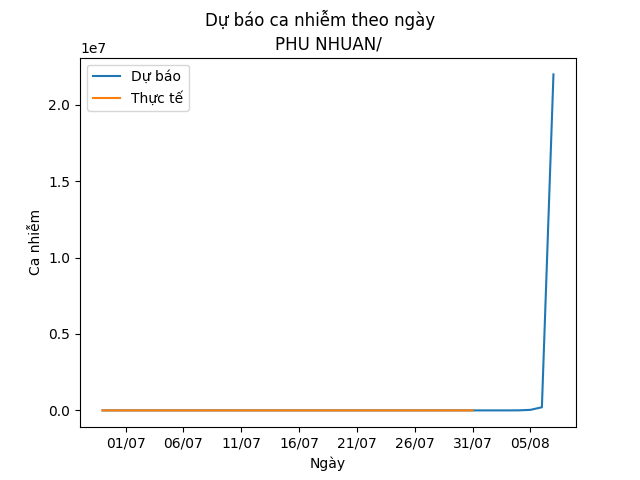 Dự báo ca nhiễm theo ngày
PHU NHUAN/
1e7
Dự báo
Thực tế
2.0
1.5
1.0
0.5
0.0
Ca nhiễm
01/07 06/07 11/07 16/07 21/07 26/07 31/07 05/08
Ngày